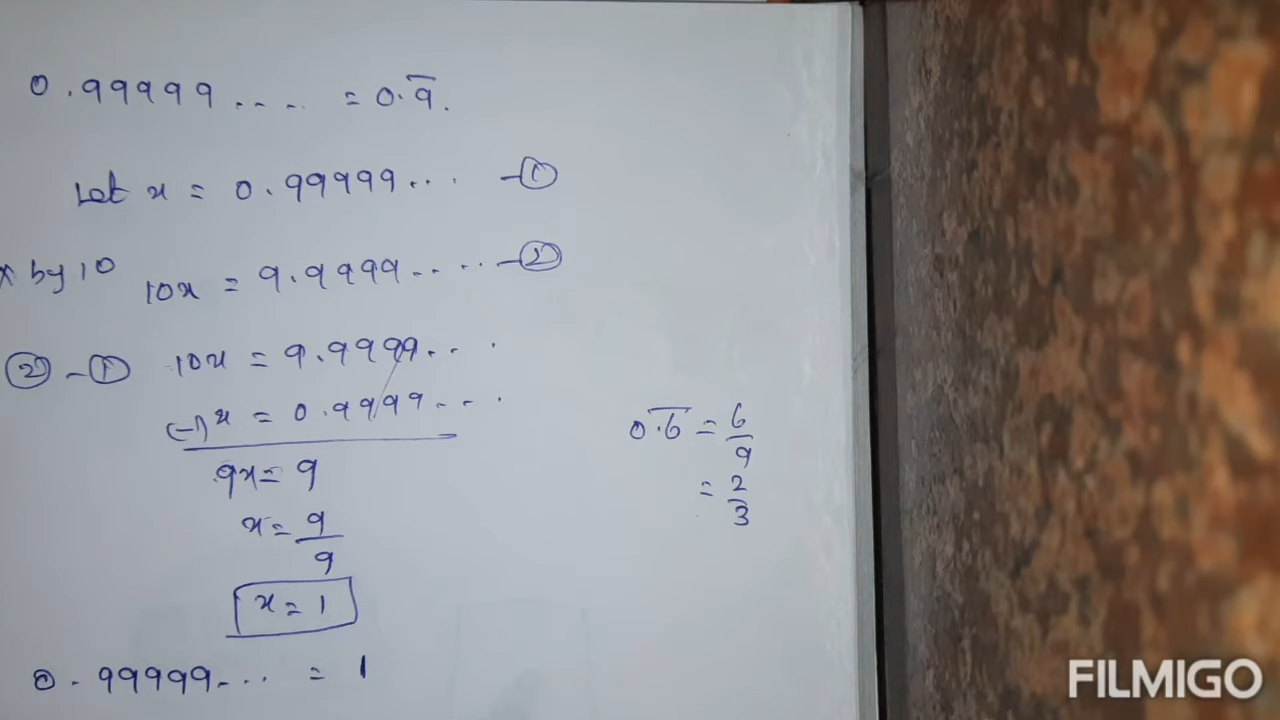 0.99999.... = 0.9̅.
Let x = 0.99999... -①
× by 10 10x = 9.9999..... -②
② - ① 10x = 9.9999...
(-) x = 0.9999...
9x = 9
x = 9/9
x = 1
0.99999... = 1
0.6̅ = 6/9
= 2/3
FILMIGO